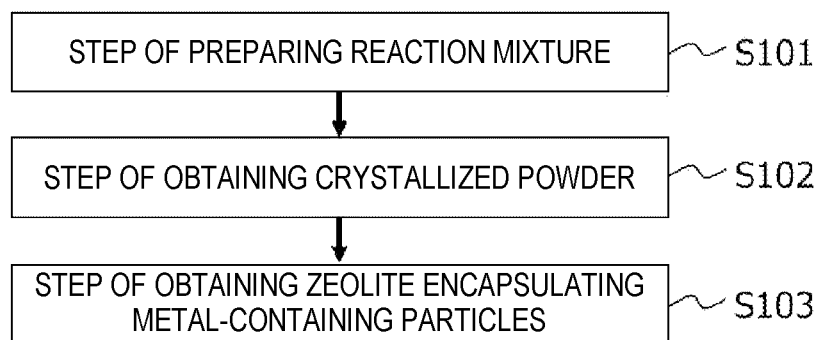 STEP OF PREPARING REACTION MIXTURE
S101
STEP OF OBTAINING CRYSTALLIZED POWDER
S102
STEP OF OBTAINING ZEOLITE ENCAPSULATING
METAL-CONTAINING PARTICLES
S103